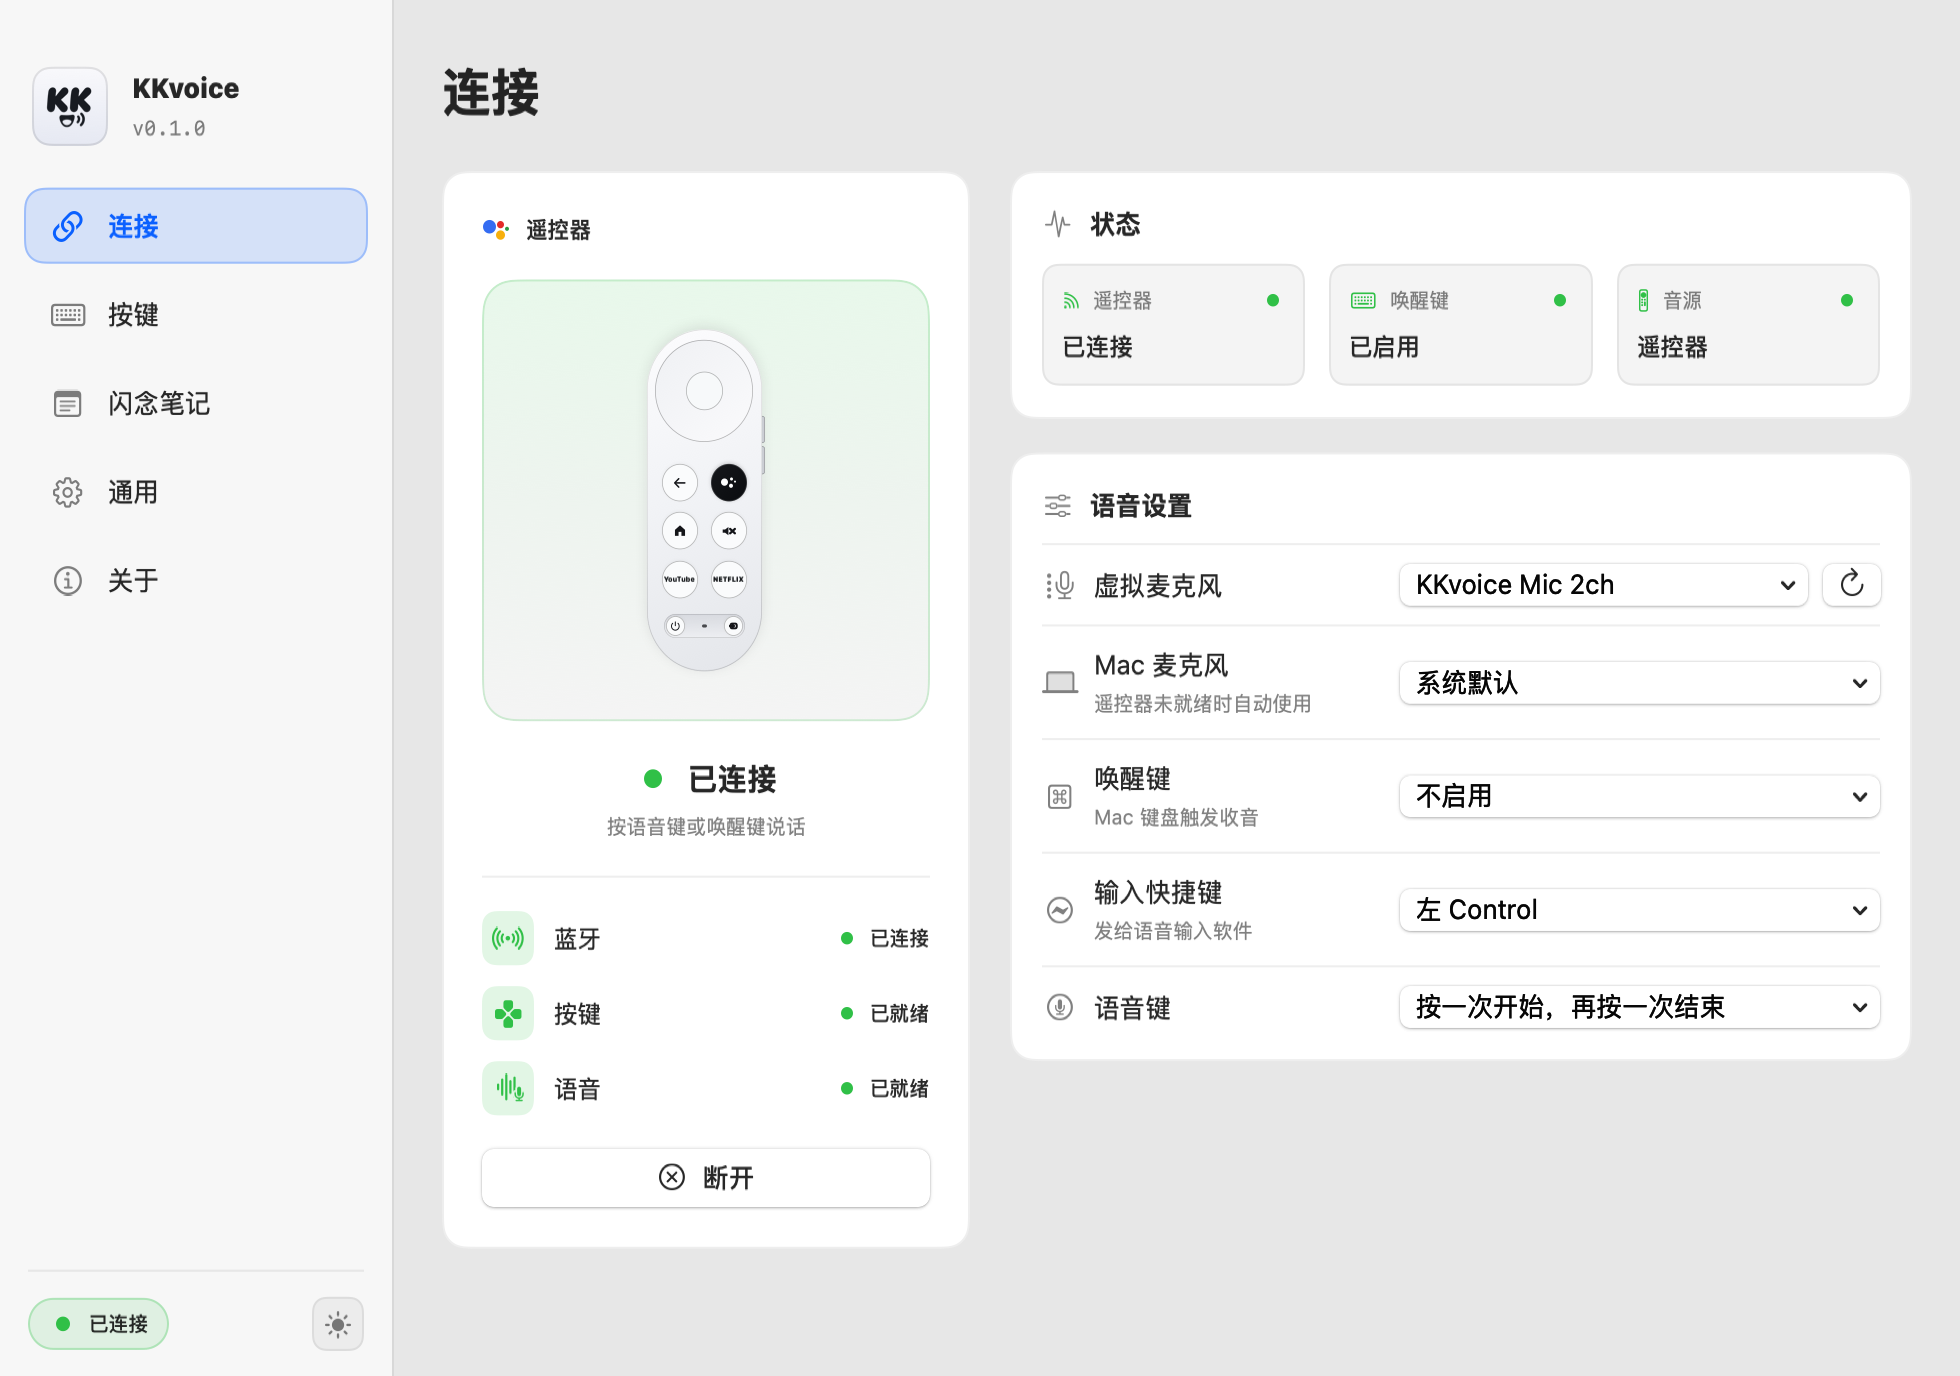 KK
KKvoice
v0.1.0
连接
按键
闪念笔记
通用
关于
已连接
连接
遥控器
YouTube
NETFLIX
已连接
按语音键或唤醒键说话
蓝牙
已连接
按键
已就绪
语音
已就绪
断开
状态
遥控器
已连接
唤醒键
已启用
音源
遥控器
语音设置
虚拟麦克风
KKvoice Mic 2ch
Mac 麦克风
遥控器未就绪时自动使用
系统默认
唤醒键
Mac 键盘触发收音
不启用
输入快捷键
发给语音输入软件
左 Control
语音键
按一次开始，再按一次结束